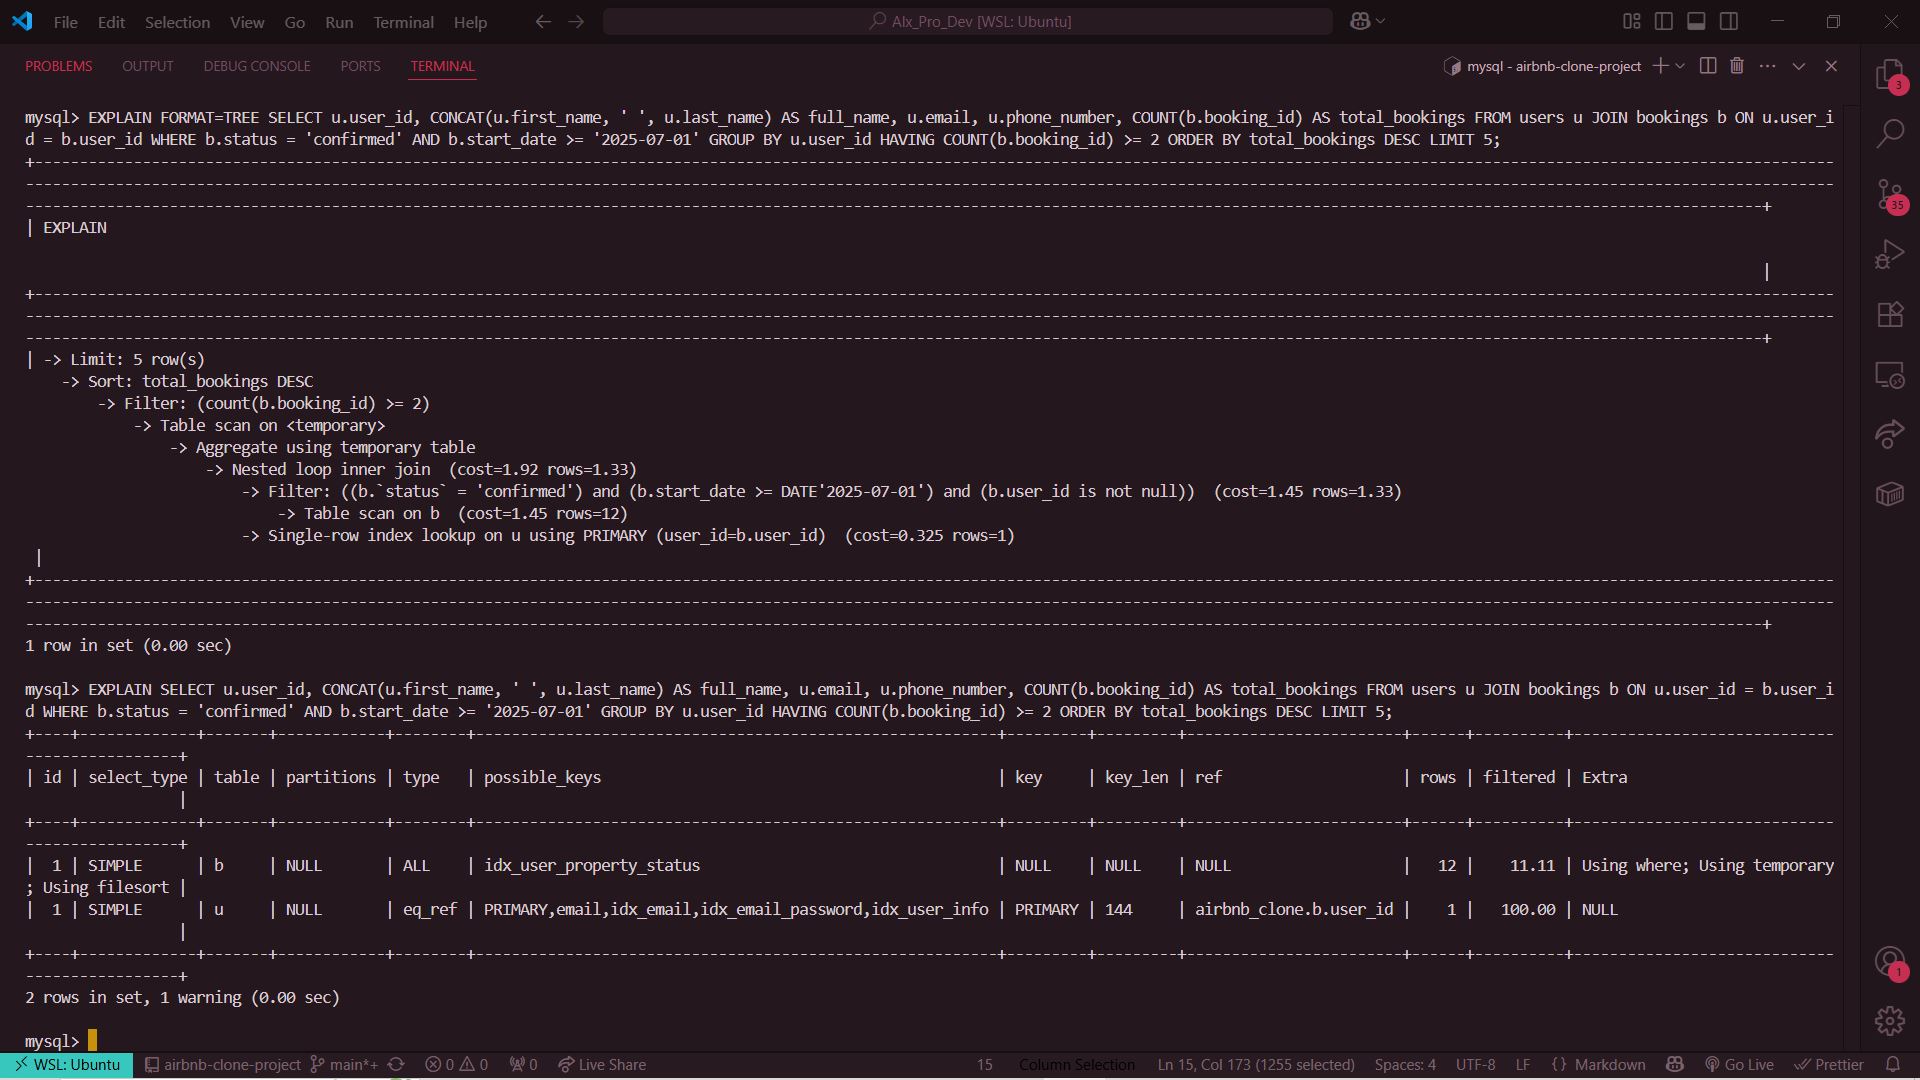 File Edit Selection View Go Run Terminal Help Alx_Pro_Dev [WSL: Ubuntu]
PROBLEMS OUTPUT DEBUG CONSOLE PORTS TERMINAL mysql - airbnb-clone-project
3
35
1
mysql> EXPLAIN FORMAT=TREE SELECT u.user_id, CONCAT(u.first_name, ' ', u.last_name) AS full_name, u.email, u.phone_number, COUNT(b.booking_id) AS total_bookings FROM users u JOIN bookings b ON u.user_i
d = b.user_id WHERE b.status = 'confirmed' AND b.start_date >= '2025-07-01' GROUP BY u.user_id HAVING COUNT(b.booking_id) >= 2 ORDER BY total_bookings DESC LIMIT 5;
| EXPLAIN
|
| -> Limit: 5 row(s)
-> Sort: total_bookings DESC
-> Filter: (count(b.booking_id) >= 2)
-> Table scan on <temporary>
-> Aggregate using temporary table
-> Nested loop inner join (cost=1.92 rows=1.33)
-> Filter: ((b.`status` = 'confirmed') and (b.start_date >= DATE'2025-07-01') and (b.user_id is not null)) (cost=1.45 rows=1.33)
-> Table scan on b (cost=1.45 rows=12)
-> Single-row index lookup on u using PRIMARY (user_id=b.user_id) (cost=0.325 rows=1)
|
1 row in set (0.00 sec)
mysql> EXPLAIN SELECT u.user_id, CONCAT(u.first_name, ' ', u.last_name) AS full_name, u.email, u.phone_number, COUNT(b.booking_id) AS total_bookings FROM users u JOIN bookings b ON u.user_id = b.user_i
d WHERE b.status = 'confirmed' AND b.start_date >= '2025-07-01' GROUP BY u.user_id HAVING COUNT(b.booking_id) >= 2 ORDER BY total_bookings DESC LIMIT 5;
| id | select_type | table | partitions | type | possible_keys | key | key_len | ref | rows | filtered | Extra
|
| 1 | SIMPLE | b | NULL | ALL | idx_user_property_status | NULL | NULL | NULL | 12 | 11.11 | Using where; Using temporary
; Using filesort |
| 1 | SIMPLE | u | NULL | eq_ref | PRIMARY,email,idx_email,idx_email_password,idx_user_info | PRIMARY | 144 | airbnb_clone.b.user_id | 1 | 100.00 | NULL
|
2 rows in set, 1 warning (0.00 sec)
mysql>
WSL: Ubuntu airbnb-clone-project main*+ 0 0 0 Live Share 15 Column Selection Ln 15, Col 173 (1255 selected) Spaces: 4 UTF-8 LF {} Markdown Go Live Prettier